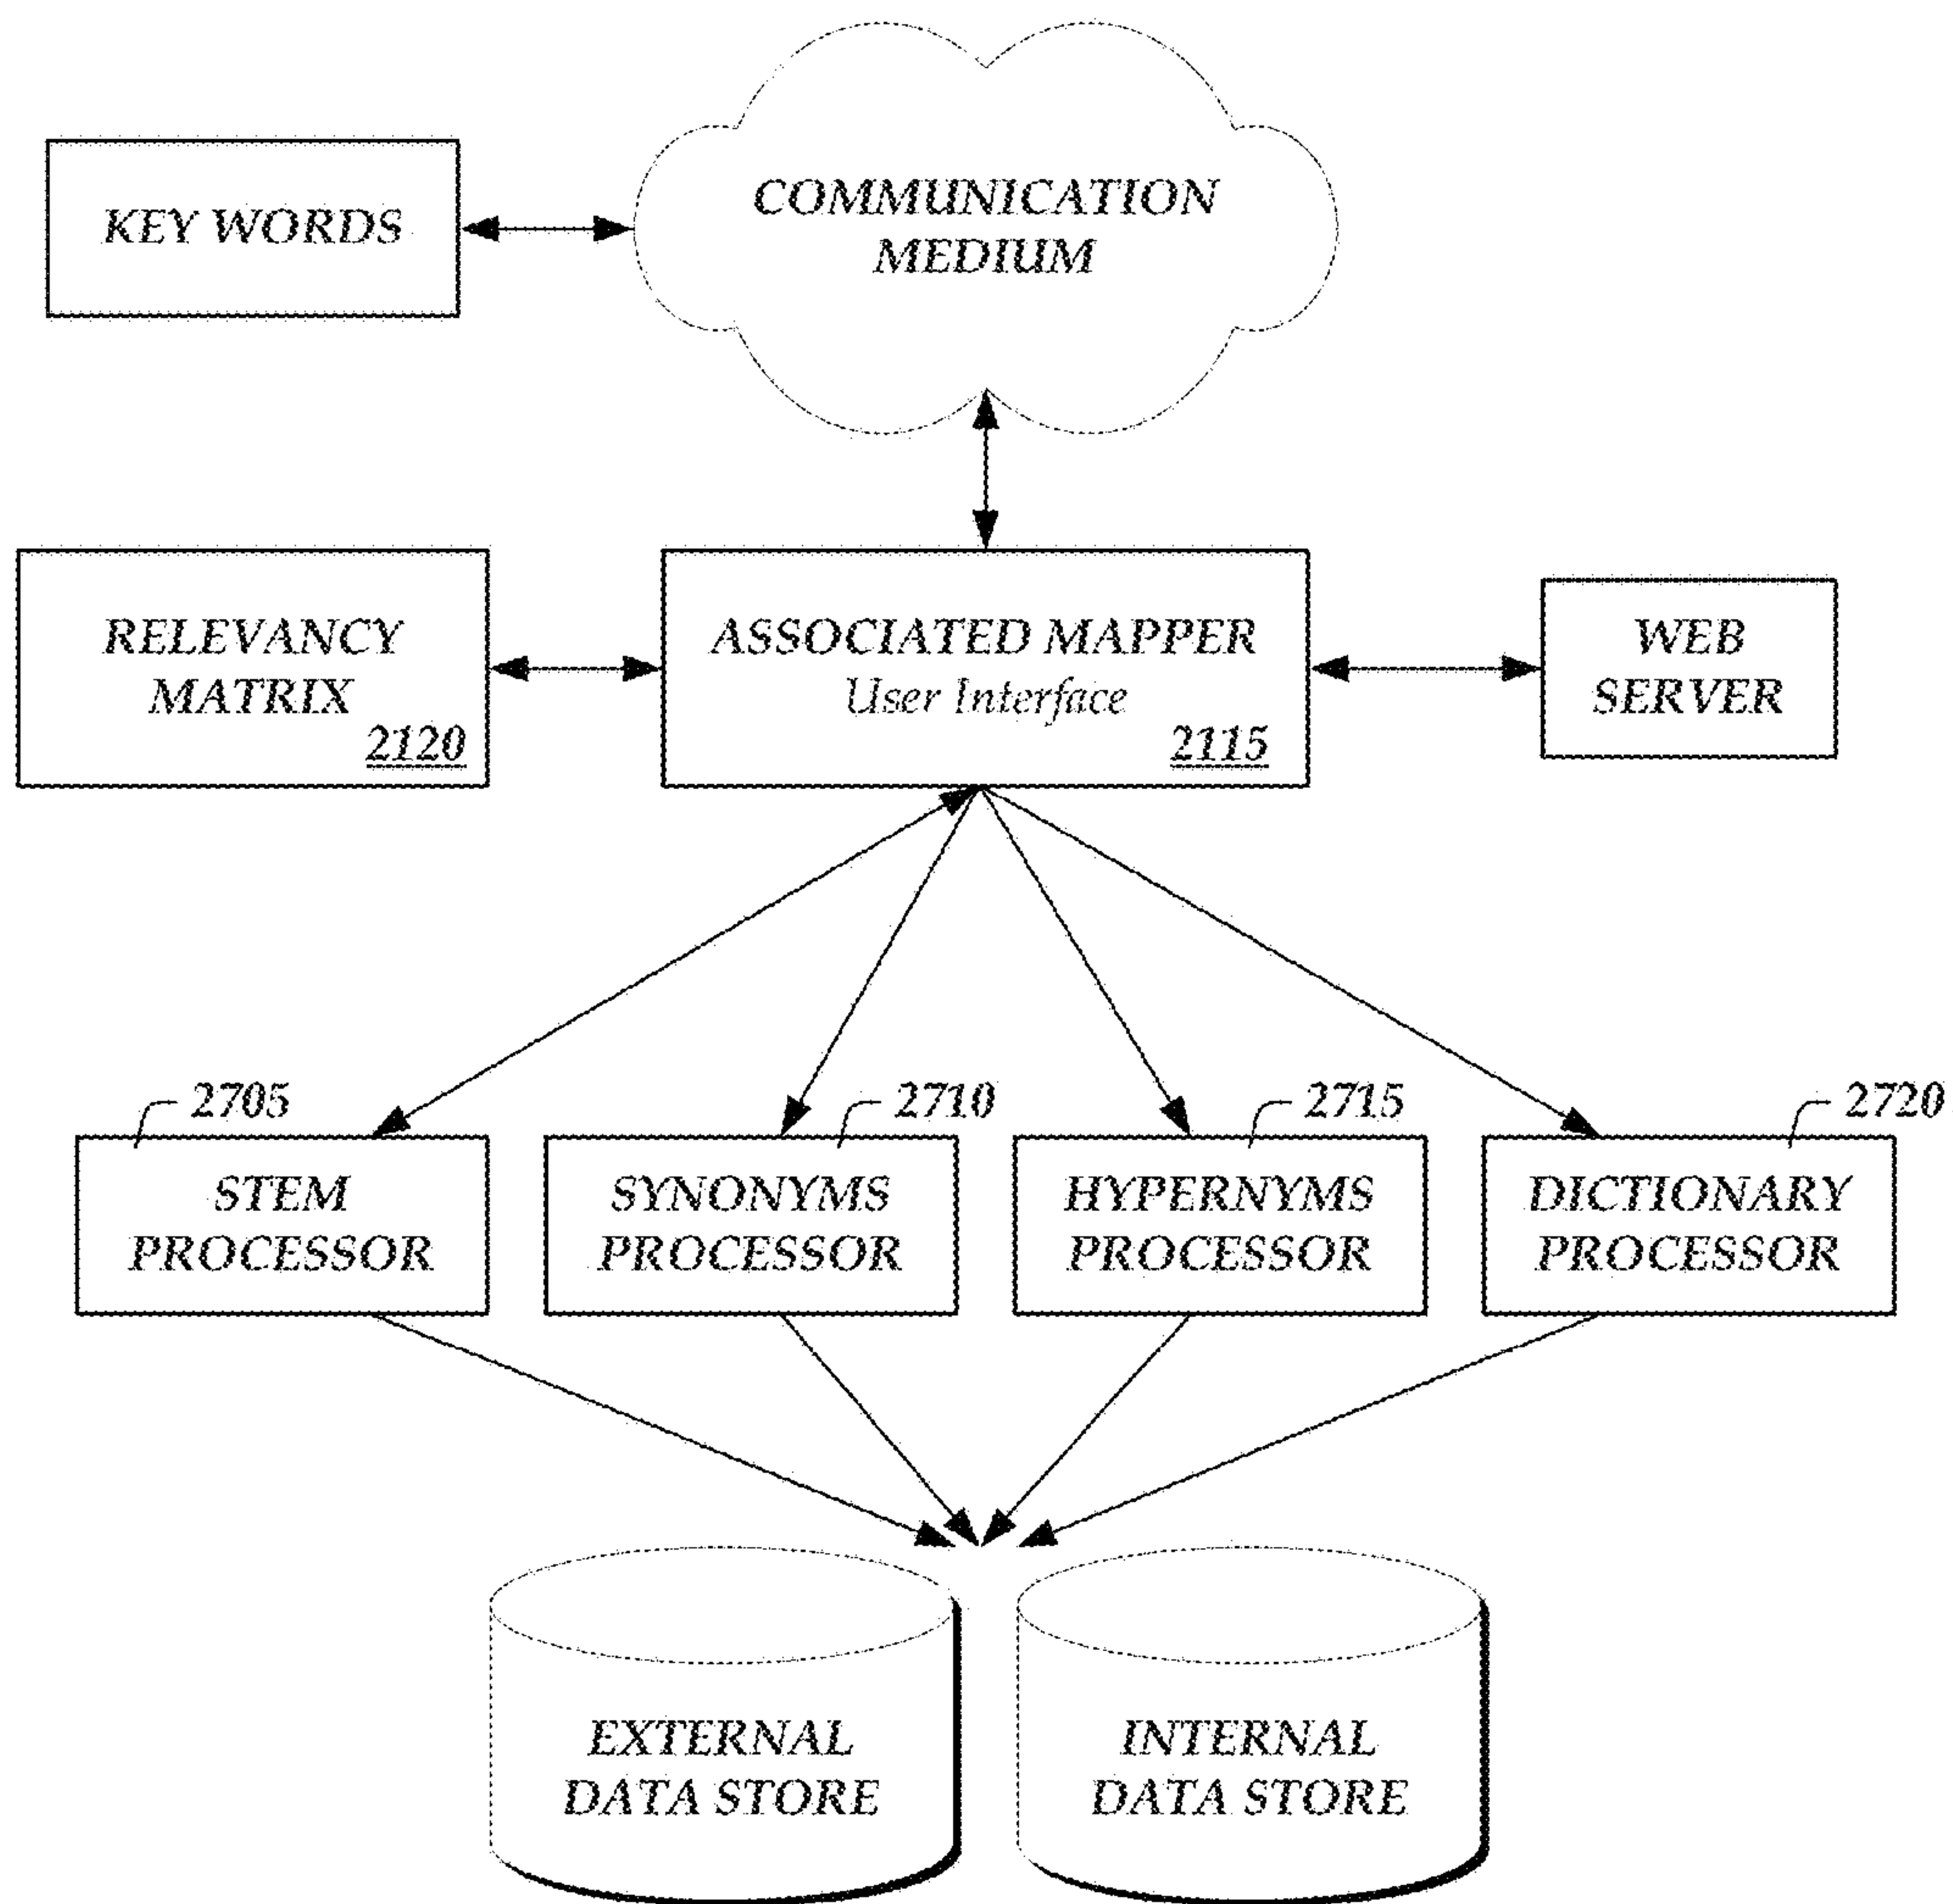 COMMUNICATION
MEDIUM
KEY WORDS
RELEVANCY
MATRIX
2120
ASSOCIATED MAPPER
User Interface
2115
WEB
SERVER
2705
STEM
PROCESSOR
2710
SYNONYMS
PROCESSOR
2715
HYPERNYMS
PROCESSOR
2720
DICTIONARY
PROCESSOR
EXTERNAL
DATA STORE
INTERNAL
DATA STORE